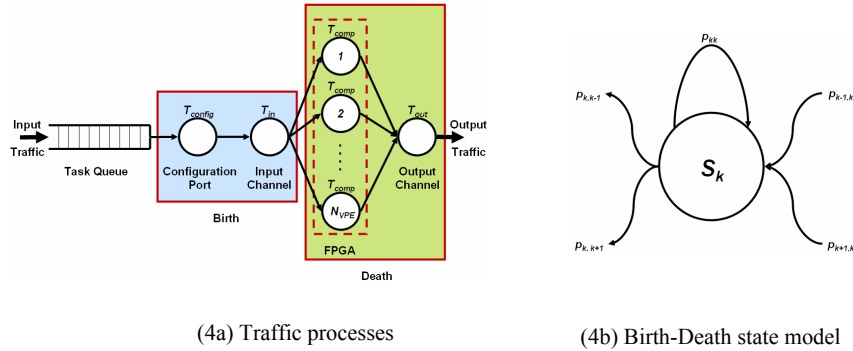 Input
Traffic
Task Queue
T_config
Configuration
Port
T_in
Input
Channel
Birth
T_comp
1
T_comp
2
. . . .
T_comp
N_VPE
FPGA
T_out
Output
Channel
Death
Output
Traffic
(4a) Traffic processes
p_kk
p_k,k-1
p_k-1,k
S_k
p_k, k+1
p_k+1,k
(4b) Birth-Death state model